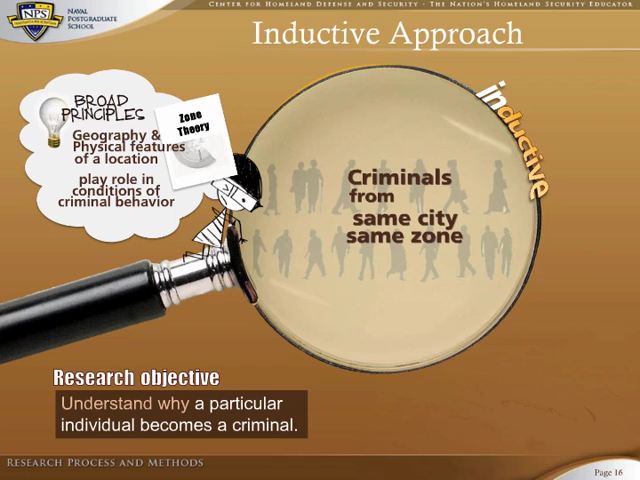 Center for Homeland Defense and Security - The Nation's Homeland Security Educator
NPS
Naval
Postgraduate
School
Inductive Approach
BROAD
PRINCIPLES
Geography &
Physical features
of a location
play role in
conditions of
criminal behavior
Zone
Theory
inductive
Criminals
from
same city
same zone
Research objective
Understand why a particular
individual becomes a criminal.
Research Process and Methods
Page 16